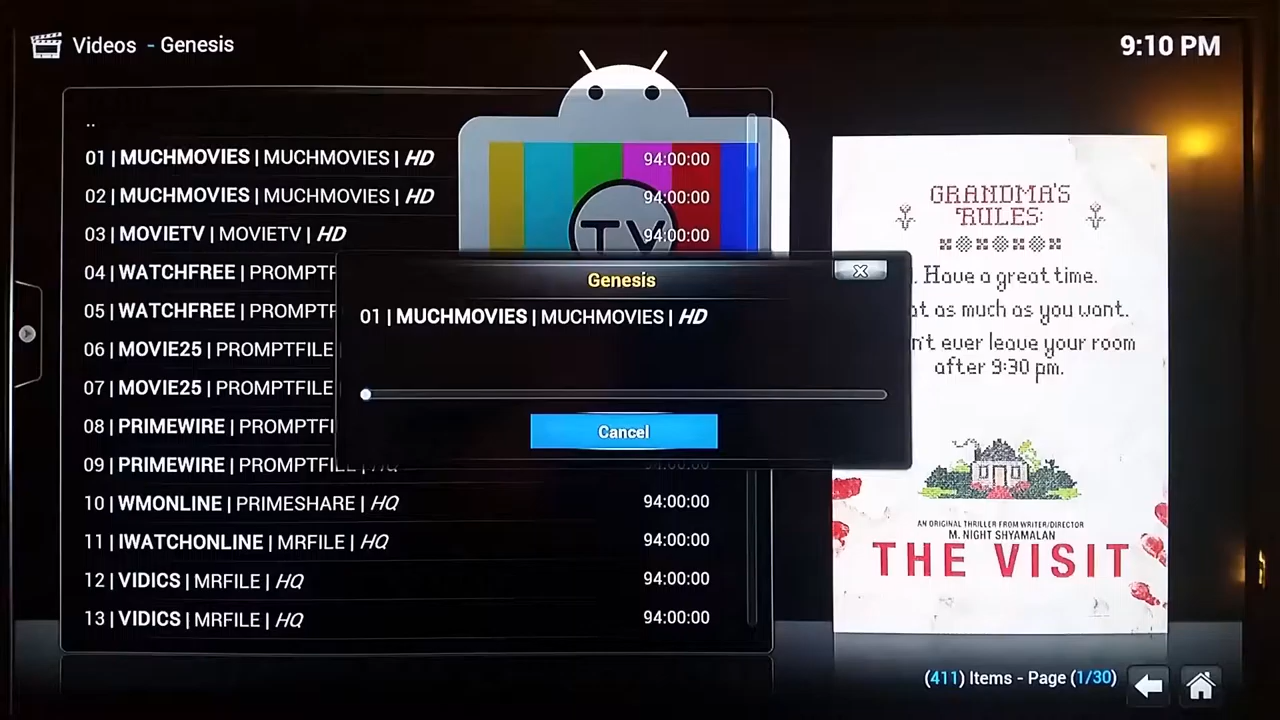 Videos - Genesis
9:10 PM
..
01 | MUCHMOVIES | MUCHMOVIES | HD 94:00:00
02 | MUCHMOVIES | MUCHMOVIES | HD 94:00:00
03 | MOVIETV | MOVIETV | HD 94:00:00
04 | WATCHFREE |
05 | WATCHFREE |
06 | MOVIE25 | PROMPTFILE
07 | MOVIE25 | PROMPTFILE
08 | PRIMEWIRE |
09 | PRIMEWIRE | PROMPTFILE | HQ 94:00:00
10 | WMONLINE | PRIMESHARE | HQ 94:00:00
11 | IWATCHONLINE | MRFILE | HQ 94:00:00
12 | VIDICS | MRFILE | HQ 94:00:00
13 | VIDICS | MRFILE | HQ 94:00:00
TV
Genesis
X
01 | MUCHMOVIES | MUCHMOVIES | HD
Cancel
GRANDMA'S
RULES:
. Have a great time.
at as much as you want.
n't ever leave your room
after 9:30 pm.
AN ORIGINAL THRILLER FROM WRITER/DIRECTOR
M. NIGHT SHYAMALAN
THE VISIT
(411) Items - Page (1/30)